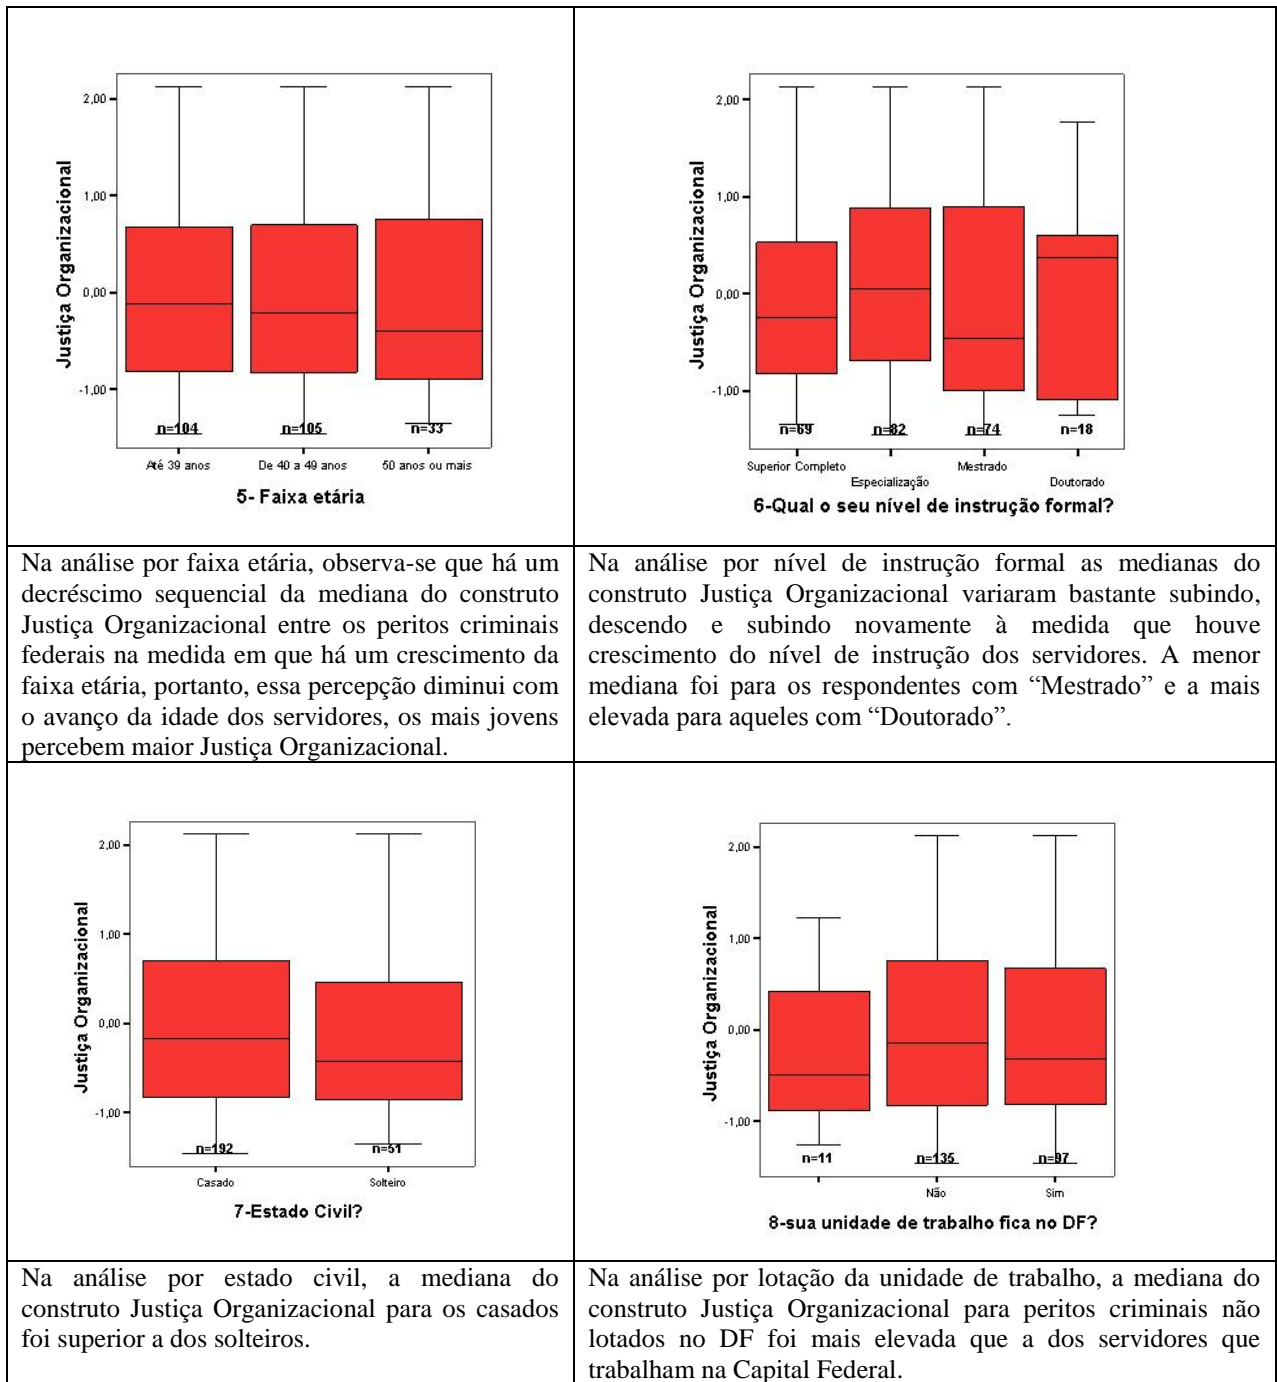 2,00
1,00
0,00
-1,00
Justiça Organizacional
n=104
n=105
n=33
Até 39 anos
De 40 a 49 anos
50 anos ou mais
5- Faixa etária
2,00
1,00
0,00
-1,00
Justiça Organizacional
n=69
n=82
n=74
n=18
Superior Completo
Especialização
Mestrado
Doutorado
6-Qual o seu nível de instrução formal?
Na análise por faixa etária, observa-se que há um
decréscimo sequencial da mediana do construto
Justiça Organizacional entre os peritos criminais
federais na medida em que há um crescimento da
faixa etária, portanto, essa percepção diminui com
o avanço da idade dos servidores, os mais jovens
percebem maior Justiça Organizacional.
Na análise por nível de instrução formal as medianas do
construto Justiça Organizacional variaram bastante subindo,
descendo e subindo novamente à medida que houve
crescimento do nível de instrução dos servidores. A menor
mediana foi para os respondentes com “Mestrado” e a mais
elevada para aqueles com “Doutorado”.
2,00
1,00
0,00
-1,00
Justiça Organizacional
n=192
n=51
Casado
Solteiro
7-Estado Civil?
2,00
1,00
0,00
-1,00
Justiça Organizacional
n=11
n=135
n=97
Não
Sim
8-sua unidade de trabalho fica no DF?
Na análise por estado civil, a mediana do
construto Justiça Organizacional para os casados
foi superior a dos solteiros.
Na análise por lotação da unidade de trabalho, a mediana do
construto Justiça Organizacional para peritos criminais não
lotados no DF foi mais elevada que a dos servidores que
trabalham na Capital Federal.